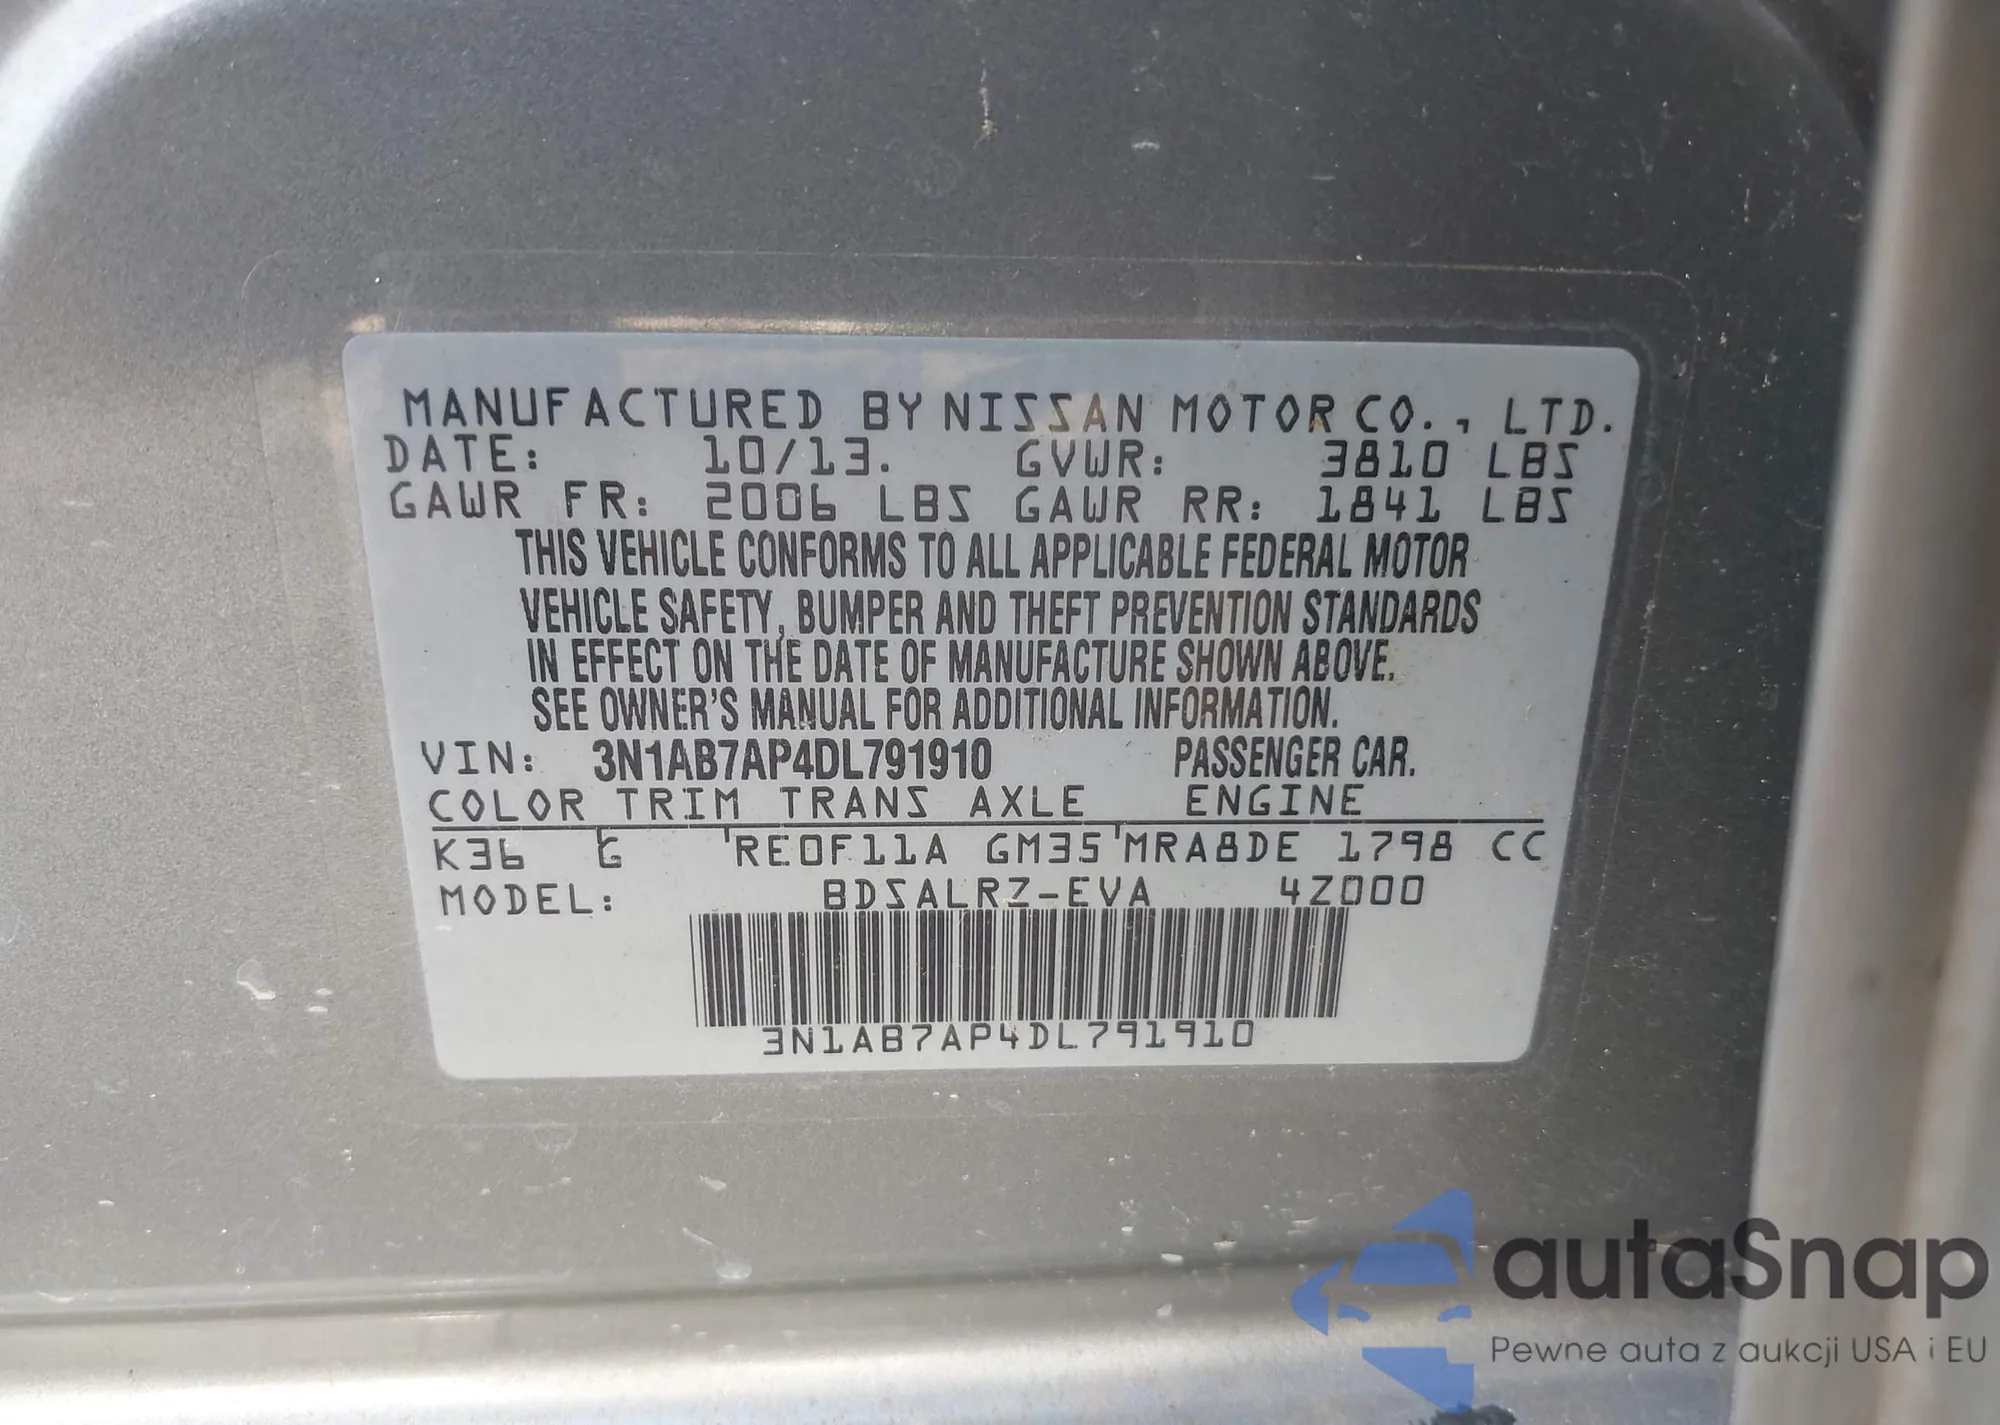 MANUFACTURED BY NISSAN MOTOR CO., LTD.
DATE: 10/13. GVWR: 3810 LBS
GAWR FR: 2006 LBS GAWR RR: 1841 LBS
THIS VEHICLE CONFORMS TO ALL APPLICABLE FEDERAL MOTOR
VEHICLE SAFETY, BUMPER AND THEFT PREVENTION STANDARDS
IN EFFECT ON THE DATE OF MANUFACTURE SHOWN ABOVE.
SEE OWNER'S MANUAL FOR ADDITIONAL INFORMATION.
VIN: 3N1AB7AP4DL791910 PASSENGER CAR.
COLOR TRIM TRANS AXLE ENGINE
K36 G RE0F11A GM35 MRA8DE 1798 CC
MODEL: BDSALRZ-EVA 4Z000
3N1AB7AP4DL791910
autaSnap
Pewne auta z aukcji USA i EU